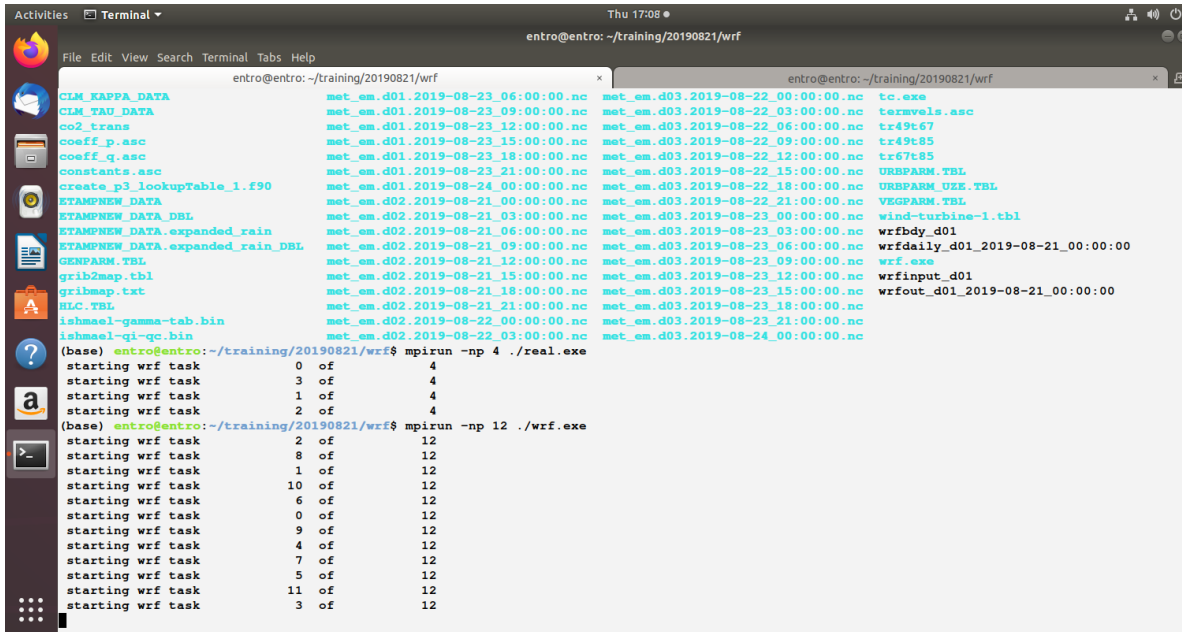 Activities Terminal Thu 17:08
entro@entro: ~/training/20190821/wrf
File Edit View Search Terminal Tabs Help
entro@entro: ~/training/20190821/wrf × entro@entro: ~/training/20190821/wrf ×
CLM_KAPPA_DATA met_em.d01.2019-08-23_06:00:00.nc met_em.d03.2019-08-22_00:00:00.nc tc.exe
CLM_TAU_DATA met_em.d01.2019-08-23_09:00:00.nc met_em.d03.2019-08-22_03:00:00.nc termvels.asc
co2_trans met_em.d01.2019-08-23_12:00:00.nc met_em.d03.2019-08-22_06:00:00.nc tr49t67
coeff_p.asc met_em.d01.2019-08-23_15:00:00.nc met_em.d03.2019-08-22_09:00:00.nc tr49t85
coeff_q.asc met_em.d01.2019-08-23_18:00:00.nc met_em.d03.2019-08-22_12:00:00.nc tr67t85
constants.asc met_em.d01.2019-08-23_21:00:00.nc met_em.d03.2019-08-22_15:00:00.nc URBPARM.TBL
create_p3_lookupTable_1.f90 met_em.d01.2019-08-24_00:00:00.nc met_em.d03.2019-08-22_18:00:00.nc URBPARM_UZE.TBL
ETAMPNEW_DATA met_em.d02.2019-08-21_00:00:00.nc met_em.d03.2019-08-22_21:00:00.nc VEGPARM.TBL
ETAMPNEW_DATA_DBL met_em.d02.2019-08-21_03:00:00.nc met_em.d03.2019-08-23_00:00:00.nc wind-turbine-1.tbl
ETAMPNEW_DATA.expanded_rain met_em.d02.2019-08-21_06:00:00.nc met_em.d03.2019-08-23_03:00:00.nc wrfbdy_d01
ETAMPNEW_DATA.expanded_rain_DBL met_em.d02.2019-08-21_09:00:00.nc met_em.d03.2019-08-23_06:00:00.nc wrfdaily_d01_2019-08-21_00:00:00
GENPARM.TBL met_em.d02.2019-08-21_12:00:00.nc met_em.d03.2019-08-23_09:00:00.nc wrf.exe
grib2map.tbl met_em.d02.2019-08-21_15:00:00.nc met_em.d03.2019-08-23_12:00:00.nc wrfinput_d01
gribmap.txt met_em.d02.2019-08-21_18:00:00.nc met_em.d03.2019-08-23_15:00:00.nc wrfout_d01_2019-08-21_00:00:00
HLC.TBL met_em.d02.2019-08-21_21:00:00.nc met_em.d03.2019-08-23_18:00:00.nc
ishmael-gamma-tab.bin met_em.d02.2019-08-22_00:00:00.nc met_em.d03.2019-08-23_21:00:00.nc
ishmael-qi-qc.bin met_em.d02.2019-08-22_03:00:00.nc met_em.d03.2019-08-24_00:00:00.nc
(base) entro@entro:~/training/20190821/wrf$ mpirun -np 4 ./real.exe
starting wrf task 0 of 4
starting wrf task 3 of 4
starting wrf task 1 of 4
starting wrf task 2 of 4
(base) entro@entro:~/training/20190821/wrf$ mpirun -np 12 ./wrf.exe
starting wrf task 2 of 12
starting wrf task 8 of 12
starting wrf task 1 of 12
starting wrf task 10 of 12
starting wrf task 6 of 12
starting wrf task 0 of 12
starting wrf task 9 of 12
starting wrf task 4 of 12
starting wrf task 7 of 12
starting wrf task 5 of 12
starting wrf task 11 of 12
starting wrf task 3 of 12